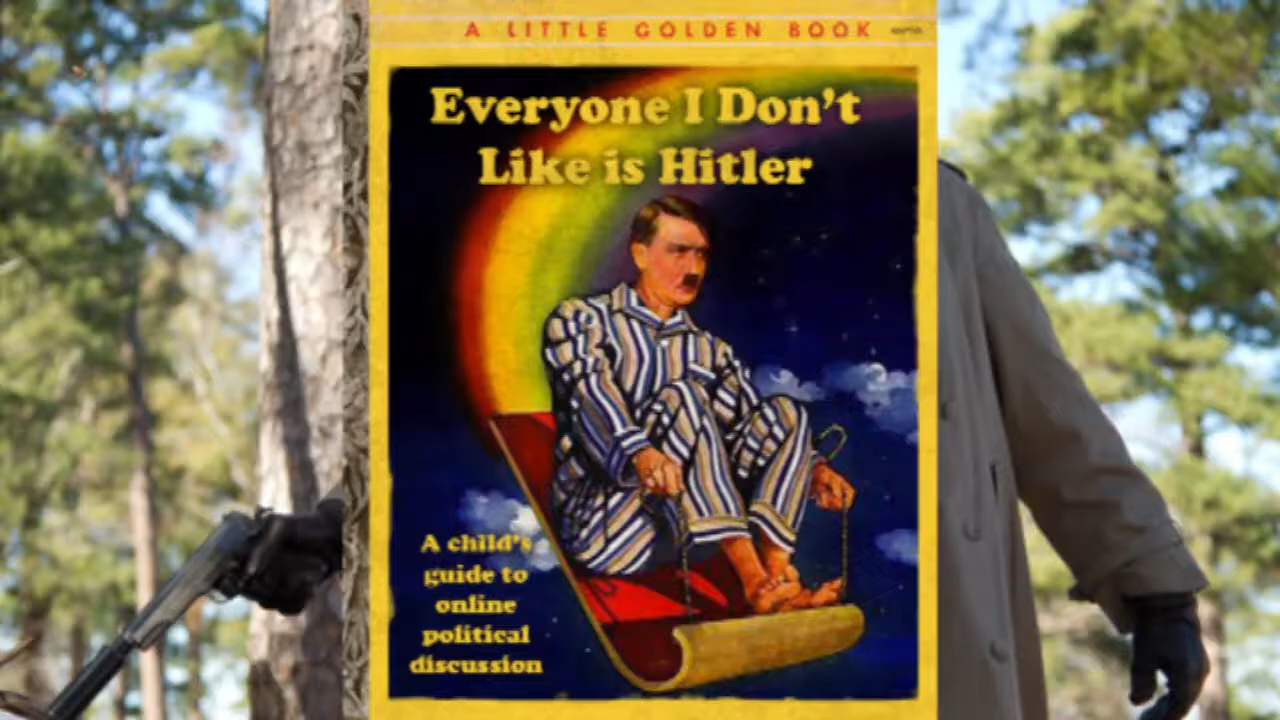 A LITTLE GOLDEN BOOK
Everyone I Don't
Like is Hitler
A child's
guide to
online
political
discussion